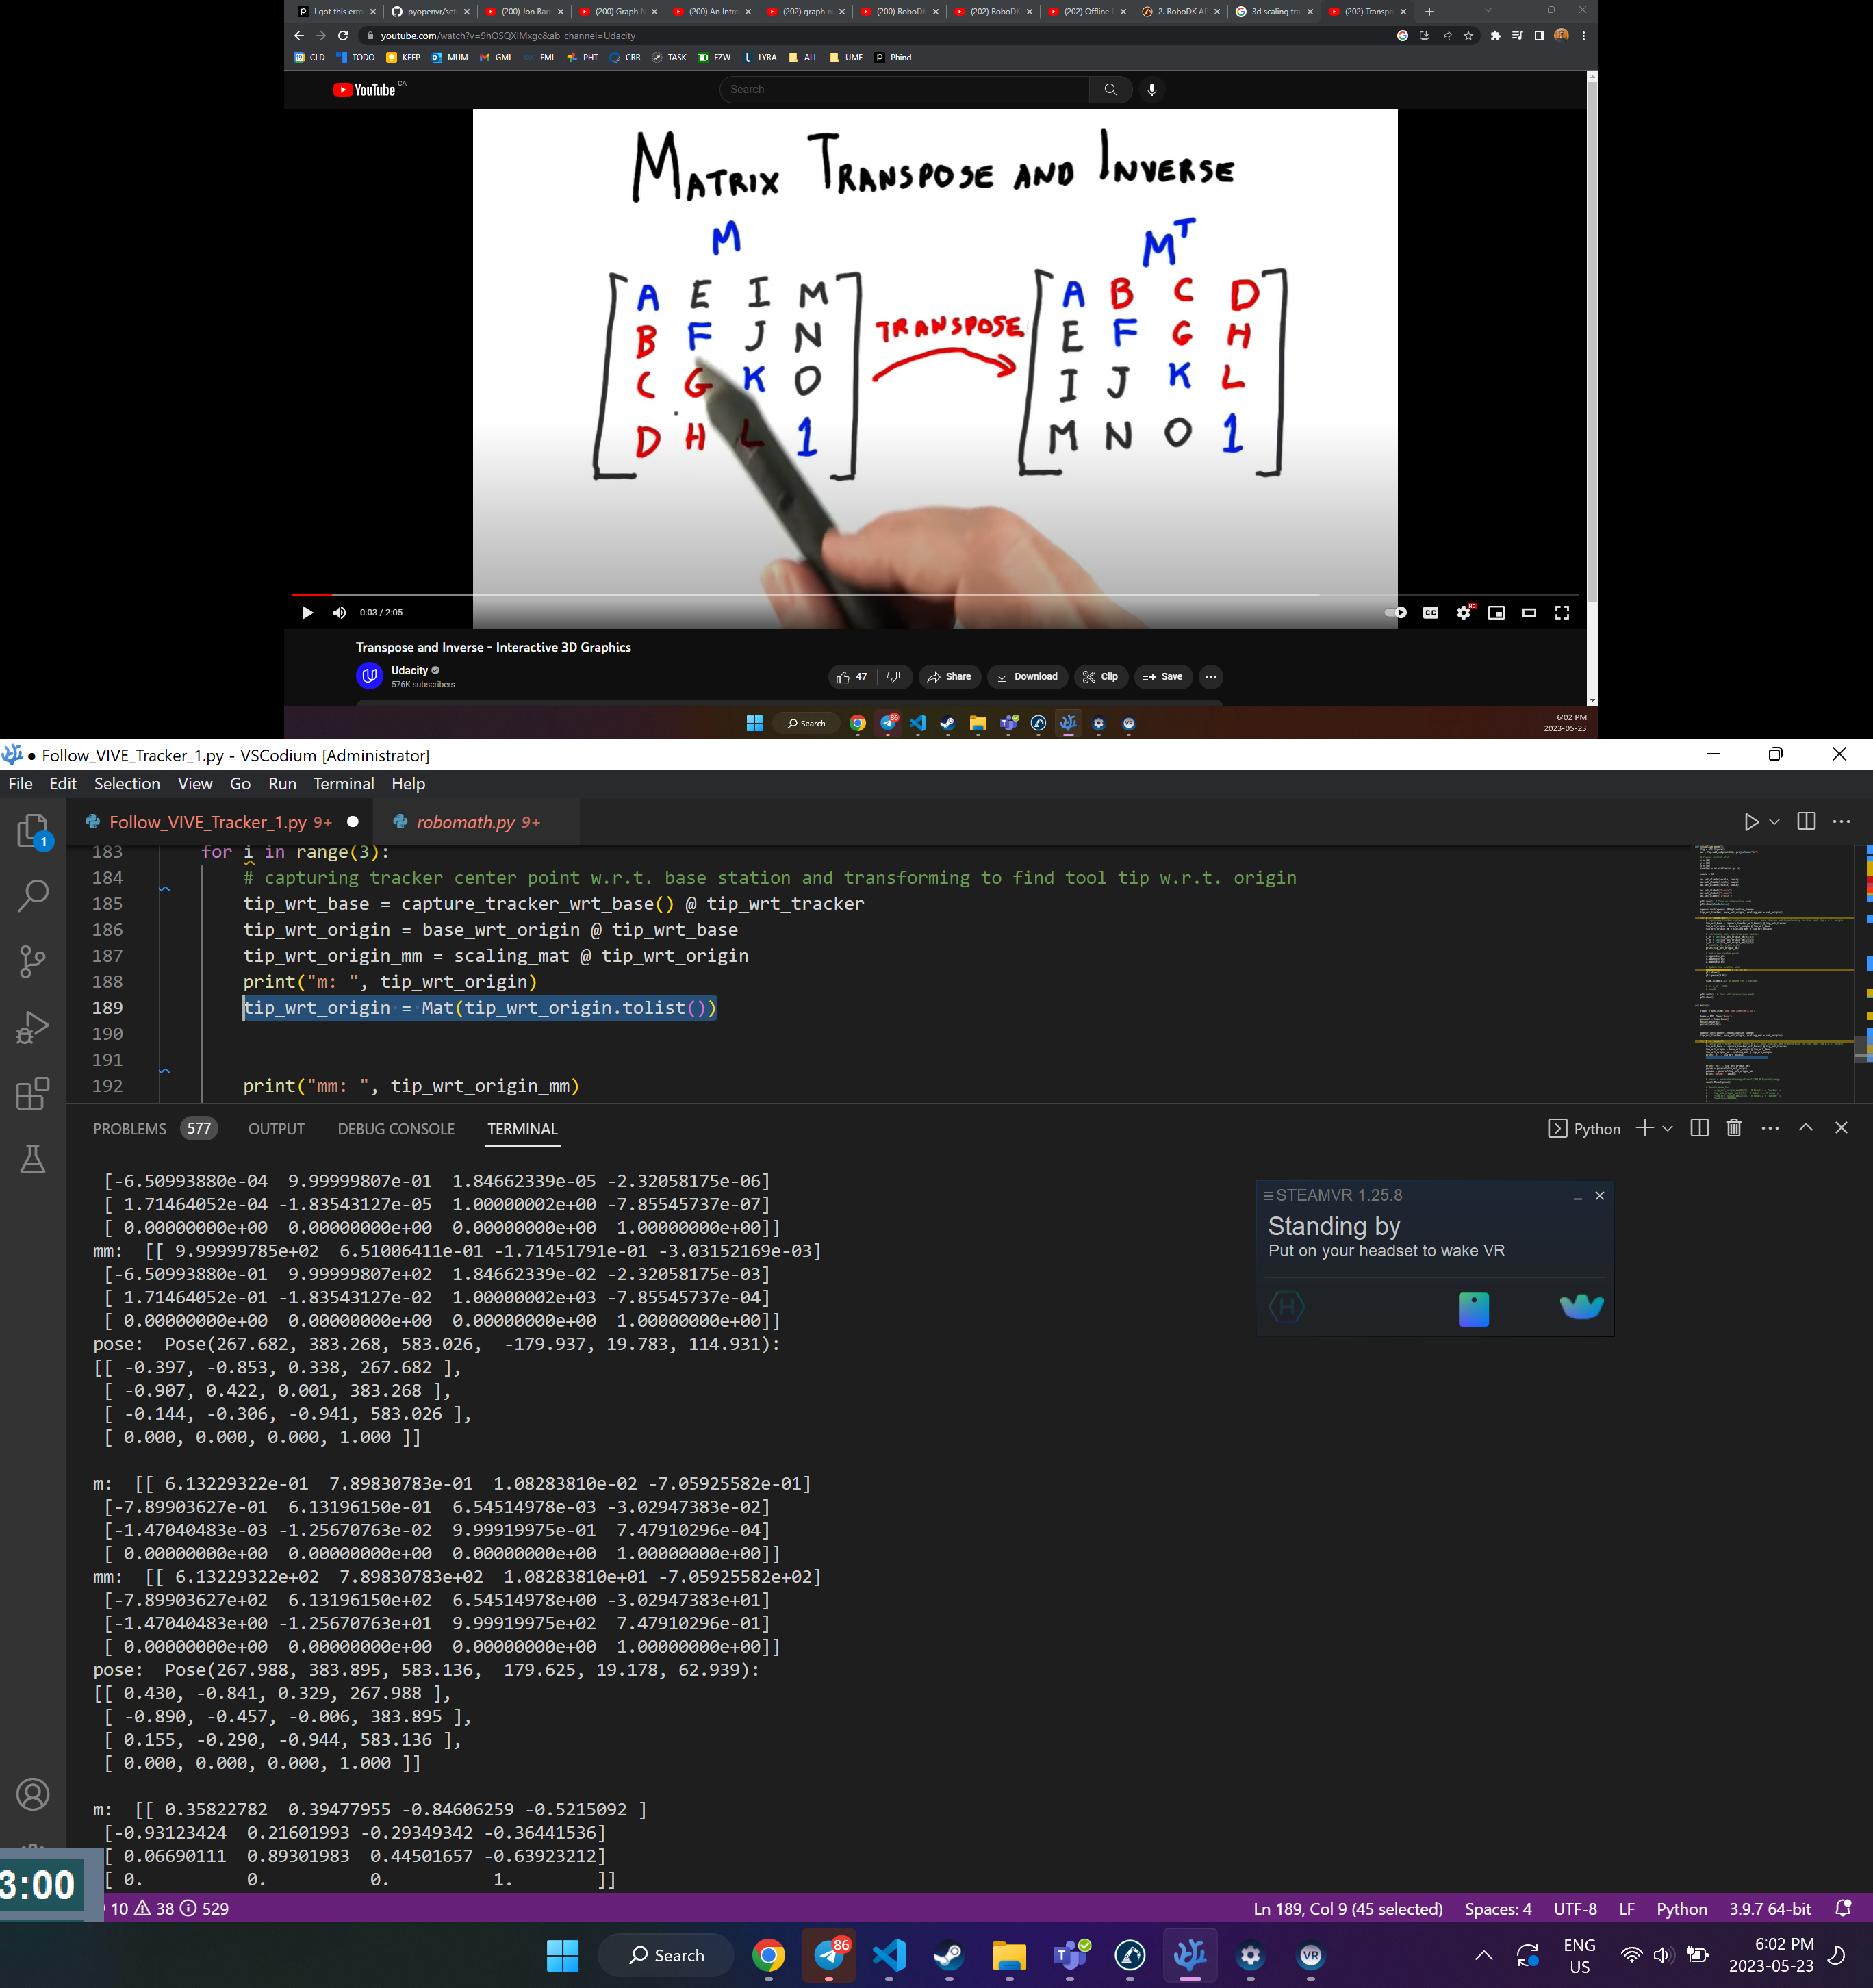 I got this erro
pyopenvr/set
(200) Jon Bar
(200) Graph N
(200) An Intro
(202) graph n
(200) RoboDK
(202) RoboDK
(202) Offline
2. RoboDK AP
3d scaling tra
(202) Transpo
youtube.com/watch?v=9hOSQXIMxgc&ab_channel=Udacity
CLD TODO KEEP MUM GML EML PHT CRR TASK EZW LYRA ALL UME Phind
YouTube CA
Search
MATRIX TRANSPOSE AND INVERSE
M Mᵀ
A E I M
B F J N
C G K O
D H L 1
TRANSPOSE
A B C D
E F G H
I J K L
M N O 1
0:03 / 2:05
Transpose and Inverse - Interactive 3D Graphics
Udacity
576K subscribers
47 Share Download Clip Save
Search
86
6:02 PM
2023-05-23
Follow_VIVE_Tracker_1.py - VSCodium [Administrator]
File Edit Selection View Go Run Terminal Help
1
Follow_VIVE_Tracker_1.py 9+
robomath.py 9+
183 for i in range(3):
184 # capturing tracker center point w.r.t. base station and transforming to find tool tip w.r.t. origin
185 tip_wrt_base = capture_tracker_wrt_base() @ tip_wrt_tracker
186 tip_wrt_origin = base_wrt_origin @ tip_wrt_base
187 tip_wrt_origin_mm = scaling_mat @ tip_wrt_origin
188 print("m: ", tip_wrt_origin)
189 tip_wrt_origin = Mat(tip_wrt_origin.tolist())
190
191
192 print("mm: ", tip_wrt_origin_mm)
PROBLEMS 577 OUTPUT DEBUG CONSOLE TERMINAL
Python
[-6.50993880e-04 9.99999807e-01 1.84662339e-05 -2.32058175e-06]
[ 1.71464052e-04 -1.83543127e-05 1.00000002e+00 -7.85545737e-07]
[ 0.00000000e+00 0.00000000e+00 0.00000000e+00 1.00000000e+00]]
mm: [[ 9.99999785e+02 6.51006411e-01 -1.71451791e-01 -3.03152169e-03]
[-6.50993880e-01 9.99999807e+02 1.84662339e-02 -2.32058175e-03]
[ 1.71464052e-01 -1.83543127e-02 1.00000002e+03 -7.85545737e-04]
[ 0.00000000e+00 0.00000000e+00 0.00000000e+00 1.00000000e+00]]
pose: Pose(267.682, 383.268, 583.026, -179.937, 19.783, 114.931):
[[ -0.397, -0.853, 0.338, 267.682 ],
[ -0.907, 0.422, 0.001, 383.268 ],
[ -0.144, -0.306, -0.941, 583.026 ],
[ 0.000, 0.000, 0.000, 1.000 ]]
m: [[ 6.13229322e-01 7.89830783e-01 1.08283810e-02 -7.05925582e-01]
[-7.89903627e-01 6.13196150e-01 6.54514978e-03 -3.02947383e-02]
[-1.47040483e-03 -1.25670763e-02 9.99919975e-01 7.47910296e-04]
[ 0.00000000e+00 0.00000000e+00 0.00000000e+00 1.00000000e+00]]
mm: [[ 6.13229322e+02 7.89830783e+02 1.08283810e+01 -7.05925582e+02]
[-7.89903627e+02 6.13196150e+02 6.54514978e+00 -3.02947383e+01]
[-1.47040483e+00 -1.25670763e+01 9.99919975e+02 7.47910296e-01]
[ 0.00000000e+00 0.00000000e+00 0.00000000e+00 1.00000000e+00]]
pose: Pose(267.988, 383.895, 583.136, 179.625, 19.178, 62.939):
[[ 0.430, -0.841, 0.329, 267.988 ],
[ -0.890, -0.457, -0.006, 383.895 ],
[ 0.155, -0.290, -0.944, 583.136 ],
[ 0.000, 0.000, 0.000, 1.000 ]]
m: [[ 0.35822782 0.39477955 -0.84606259 -0.5215092 ]
[-0.93123424 0.21601993 -0.29349342 -0.36441536]
[ 0.06690111 0.89301983 0.44501657 -0.63923212]
[ 0. 0. 0. 1. ]]
STEAMVR 1.25.8
Standing by
Put on your headset to wake VR
3:00
10 38 529
Ln 189, Col 9 (45 selected) Spaces: 4 UTF-8 LF Python 3.9.7 64-bit
Search
86
ENG
US
6:02 PM
2023-05-23